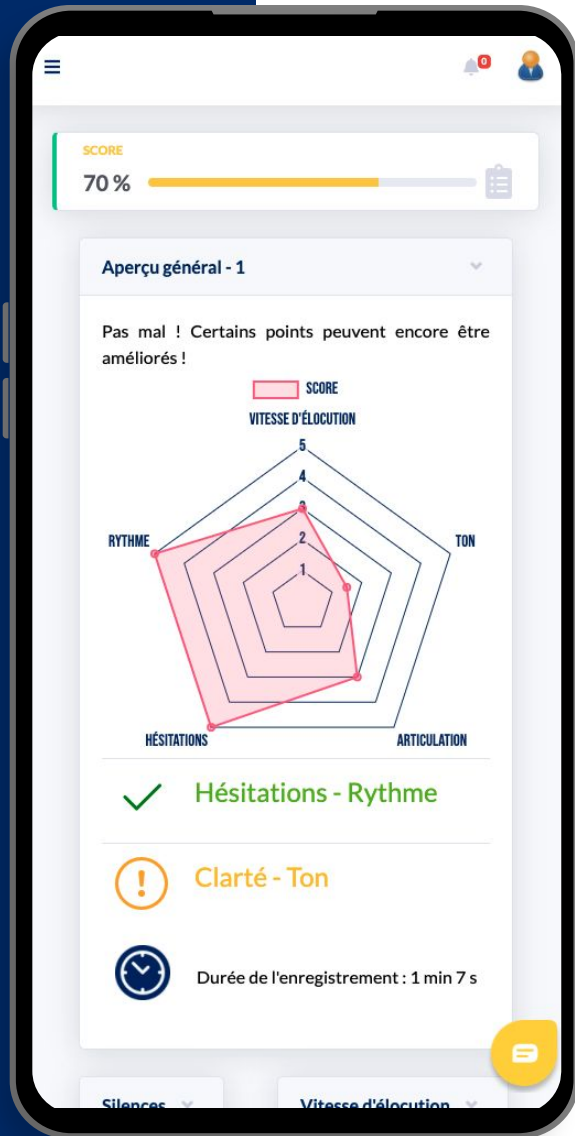 0
SCORE
70 %
Aperçu général - 1
Pas mal ! Certains points peuvent encore être
améliorés !
SCORE
VITESSE D'ÉLOCUTION
5
4
3
2
1
RYTHME
TON
HÉSITATIONS
ARTICULATION
Hésitations - Rythme
Clarté - Ton
Durée de l'enregistrement : 1 min 7 s
Silences
Vitesse d'élocution